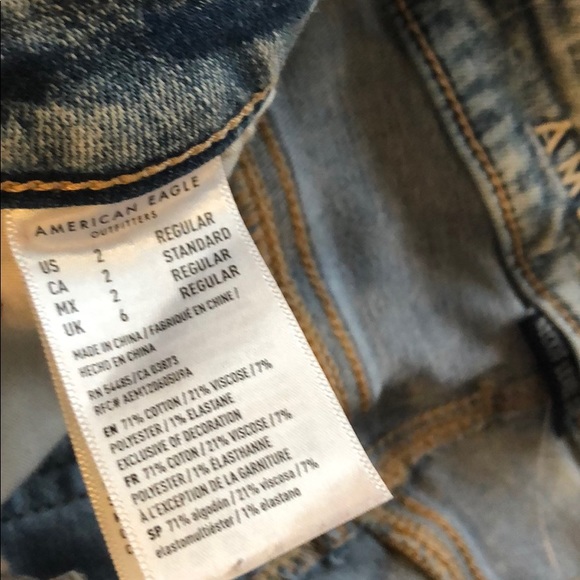 AMERICAN EAGLE
OUTFITTERS
US 2 REGULAR
CA 2 STANDARD
MX 2 REGULAR
UK 6 REGULAR
MADE IN CHINA / FABRIQUÉ EN CHINE /
HECHO EN CHINA
RN 54485 / CA 03873
RFC# AEM120605U9A
EN 71% COTTON / 21% VISCOSE / 7%
POLYESTER / 1% ELASTANE
EXCLUSIVE OF DECORATION
FR 71% COTON / 21% VISCOSE / 7%
POLYESTER / 1% ÉLASTHANNE
À L'EXCEPTION DE LA GARNITURE
SP 71% algodón / 21% viscosa / 7%
elastomultiéster / 1% elastano
AM